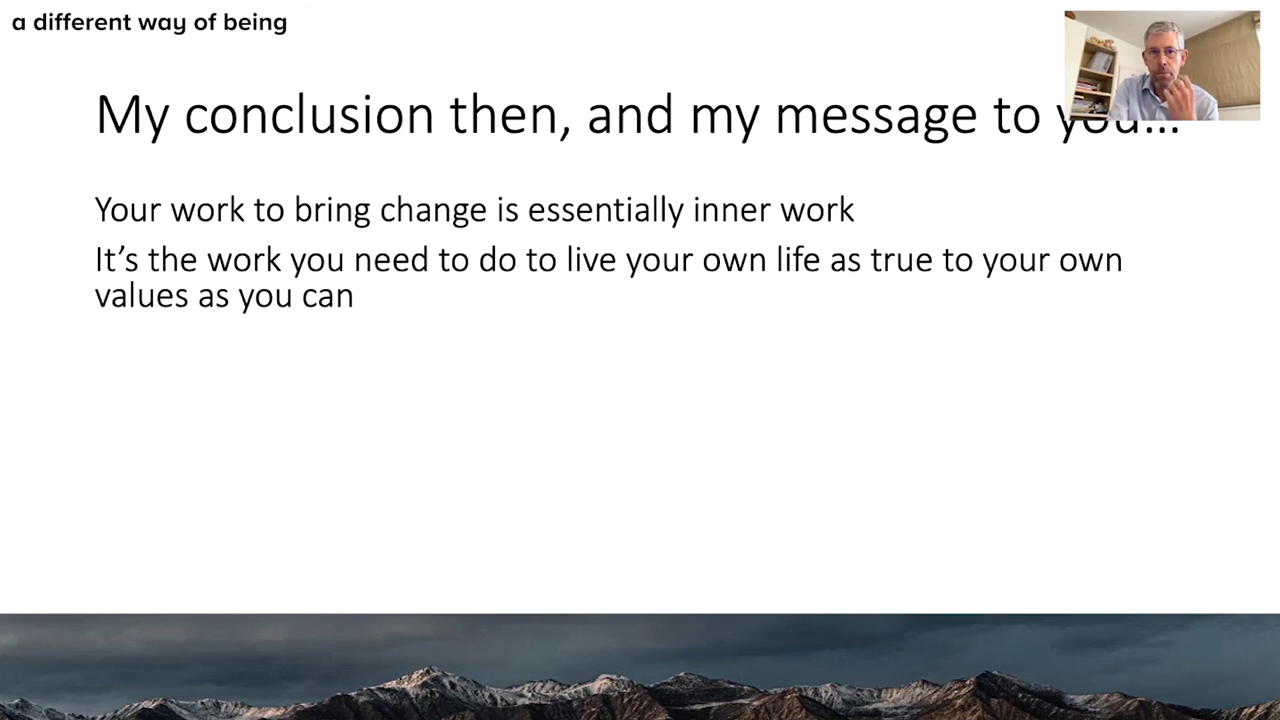 a different way of being
My conclusion then, and my message to you...
Your work to bring change is essentially inner work
It’s the work you need to do to live your own life as true to your own
values as you can